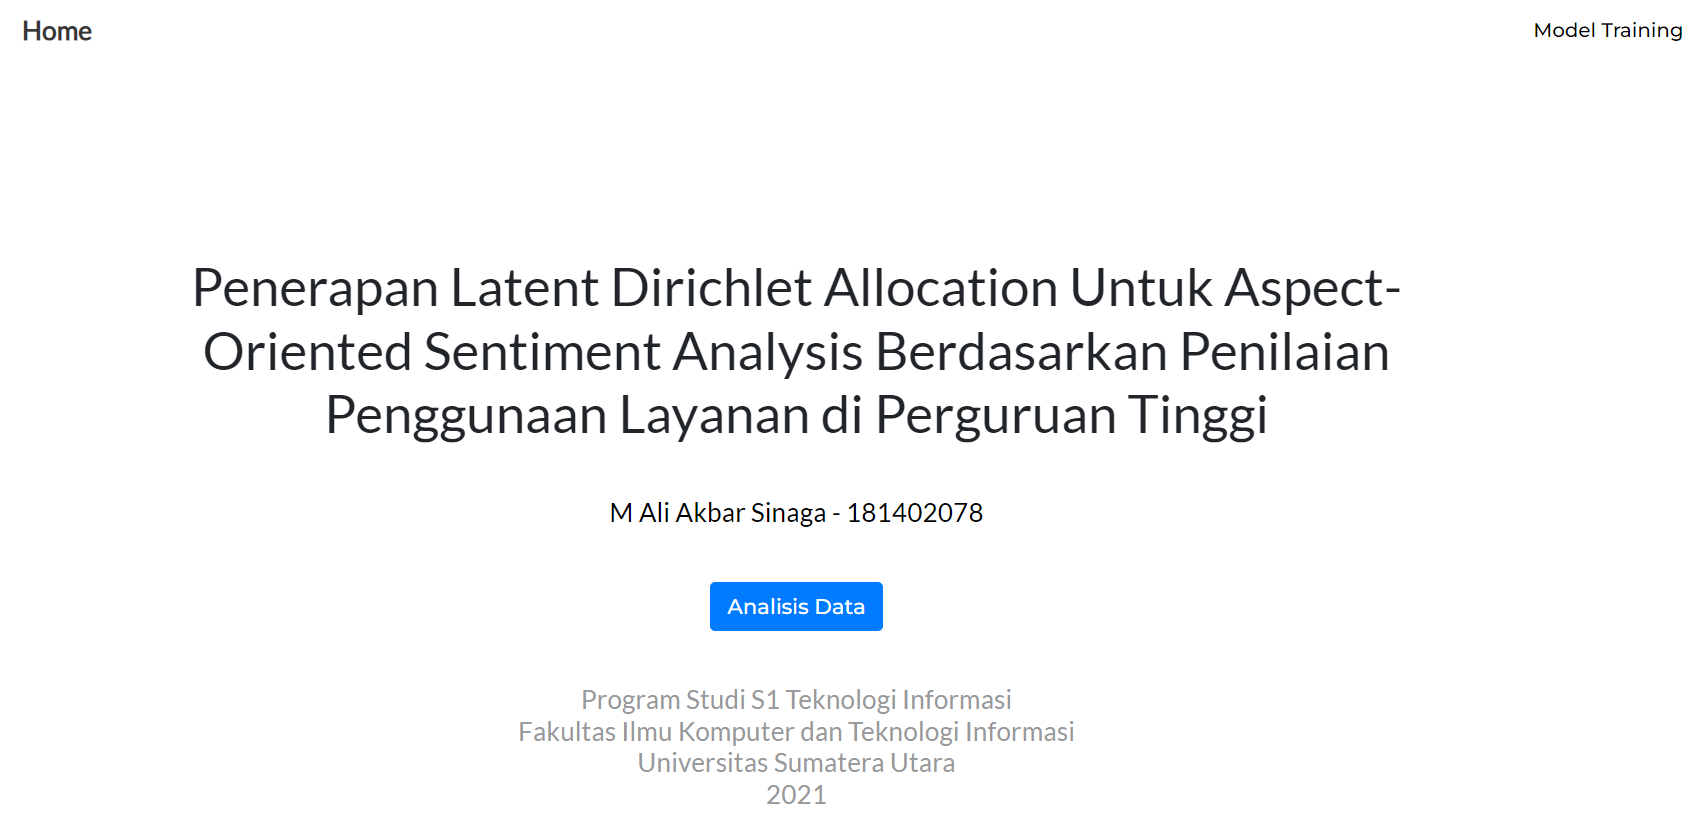 Home
Model Training
Penerapan Latent Dirichlet Allocation Untuk Aspect-
Oriented Sentiment Analysis Berdasarkan Penilaian
Penggunaan Layanan di Perguruan Tinggi
M Ali Akbar Sinaga - 181402078
Analisis Data
Program Studi S1 Teknologi Informasi
Fakultas Ilmu Komputer dan Teknologi Informasi
Universitas Sumatera Utara
2021